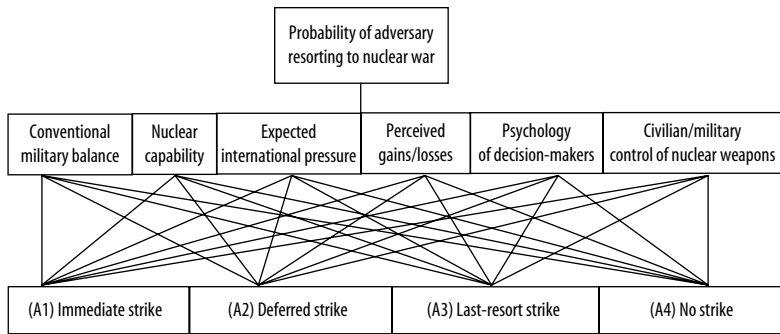 Probability of adversary
resorting to nuclear war
Conventional
military balance
Nuclear
capability
Expected
international pressure
Perceived
gains/losses
Psychology
of decision-makers
Civilian/military
control of nuclear weapons
(A1) Immediate strike
(A2) Deferred strike
(A3) Last-resort strike
(A4) No strike